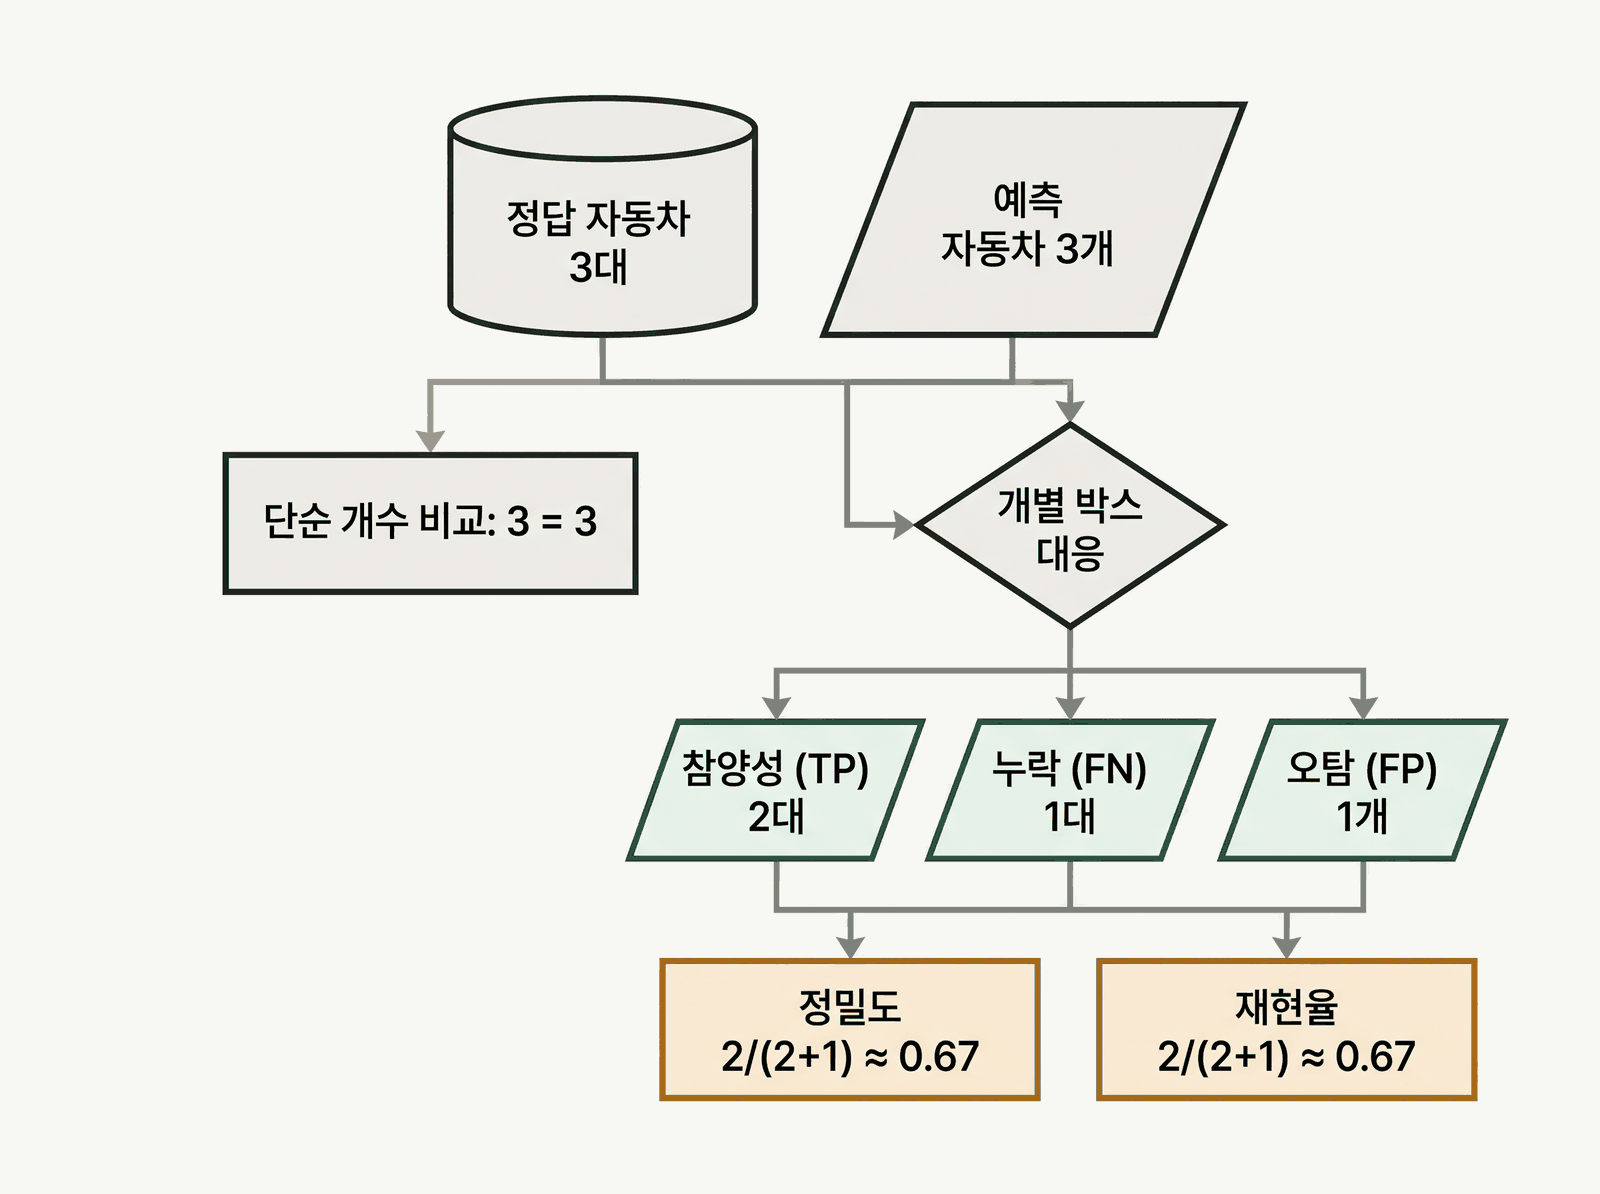 정답 자동차
3대
예측
자동차 3개
단순 개수 비교: 3 = 3
개별 박스
대응
참양성 (TP)
2대
누락 (FN)
1대
오탐 (FP)
1개
정밀도
2/(2+1) ≈ 0.67
재현율
2/(2+1) ≈ 0.67